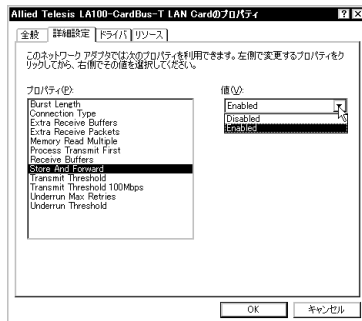 Allied Telesis LA100-CardBus-T LAN Cardのプロパティ
全般 詳細設定 ドライバ リソース
このネットワーク アダプタでは次のプロパティを利用できます。左側で変更するプロパティをク
リックしてから、右側でその値を選択してください。
プロパティ(P):
Burst Length
Connection Type
Extra Receive Buffers
Extra Receive Packets
Memory Read Multiple
Process Transmit First
Receive Buffers
Store And Forward
Transmit Threshold
Transmit Threshold 100Mbps
Underrun Max Retries
Underrun Threshold
値(V):
Enabled
Disabled
Enabled
OK キャンセル